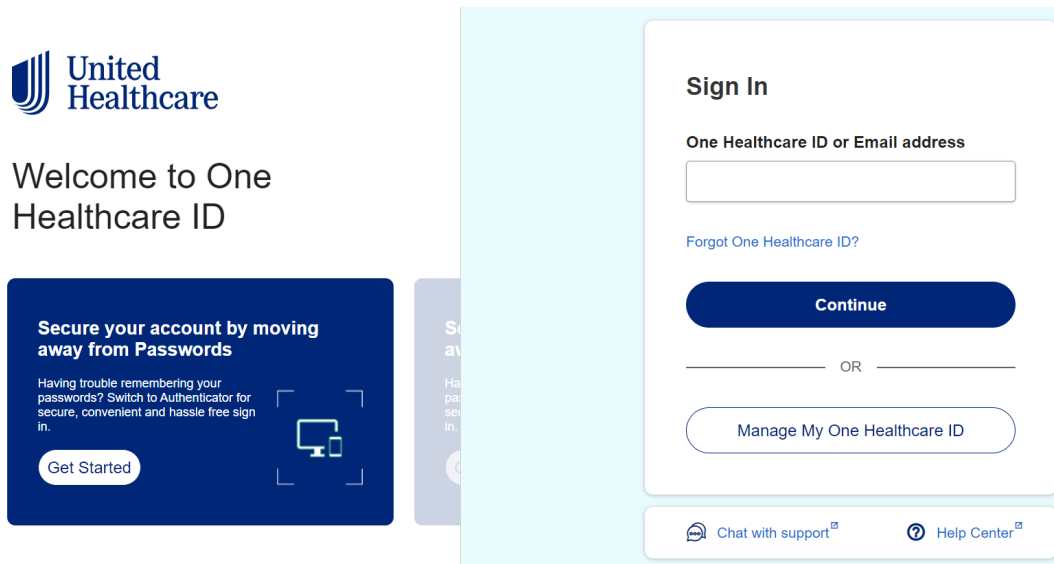 United
Healthcare
Welcome to One
Healthcare ID
Secure your account by moving
away from Passwords
Having trouble remembering your
passwords? Switch to Authenticator for
secure, convenient and hassle free sign
in.
Get Started
Sign In
One Healthcare ID or Email address
Forgot One Healthcare ID?
Continue
OR
Manage My One Healthcare ID
Chat with support
Help Center